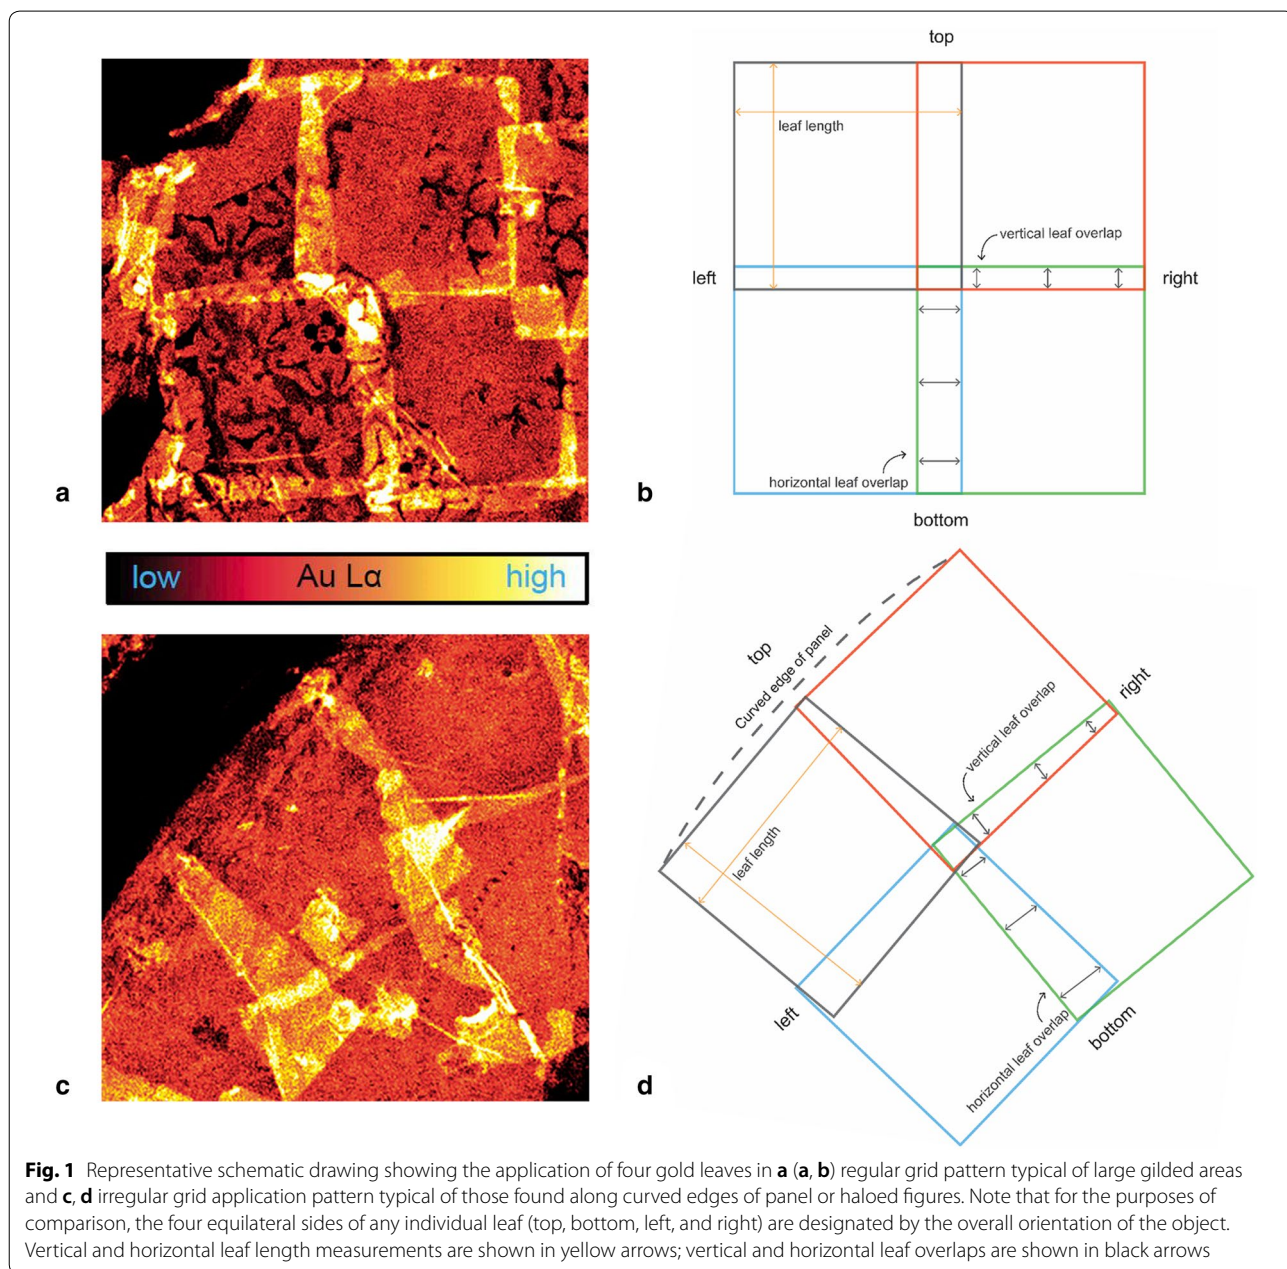 top
leaf length
vertical leaf overlap
left
right
horizontal leaf overlap
a
b
bottom
low Au Lα high
top
Curved edge of panel
right
vertical leaf overlap
leaf length
left
bottom
horizontal leaf overlap
c
d
Fig. 1 Representative schematic drawing showing the application of four gold leaves in a (a, b) regular grid pattern typical of large gilded areas
and c, d irregular grid application pattern typical of those found along curved edges of panel or haloed figures. Note that for the purposes of
comparison, the four equilateral sides of any individual leaf (top, bottom, left, and right) are designated by the overall orientation of the object.
Vertical and horizontal leaf length measurements are shown in yellow arrows; vertical and horizontal leaf overlaps are shown in black arrows